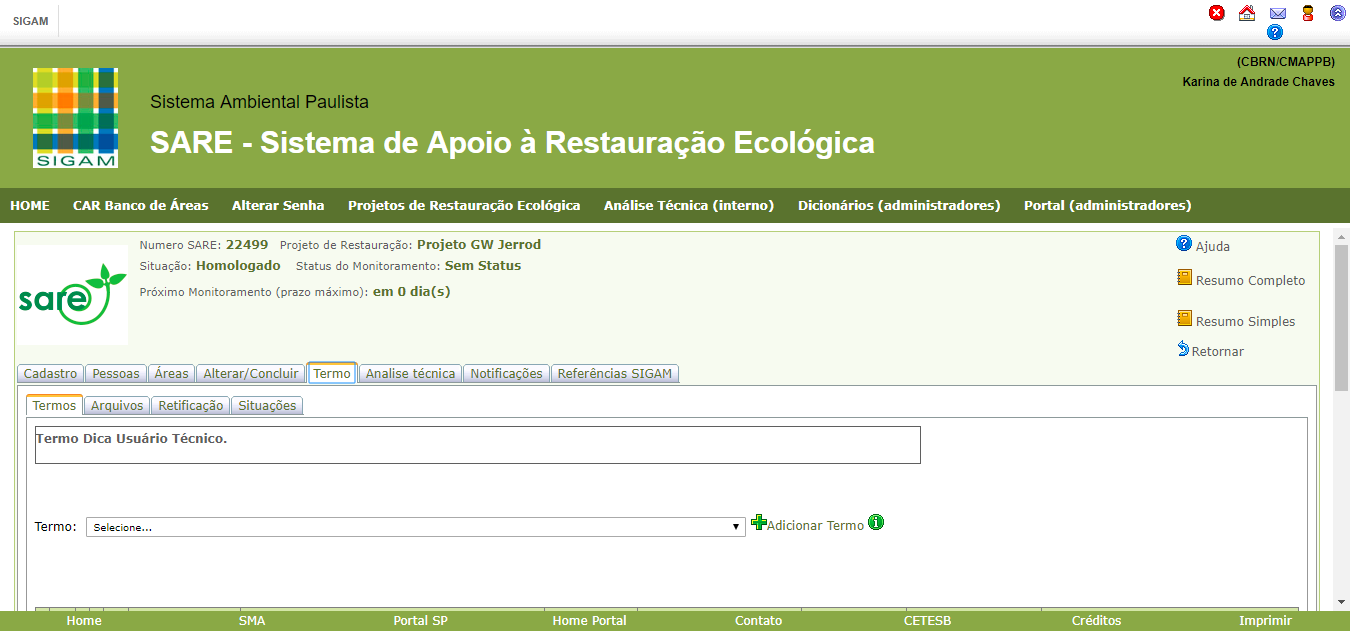 SIGAM
(CBRN/CMAPPB)
Karina de Andrade Chaves
SIGAM
Sistema Ambiental Paulista
SARE - Sistema de Apoio à Restauração Ecológica
HOME CAR Banco de Áreas Alterar Senha Projetos de Restauração Ecológica Análise Técnica (interno) Dicionários (administradores) Portal (administradores)
sare
Numero SARE: 22499 Projeto de Restauração: Projeto GW Jerrod
Situação: Homologado Status do Monitoramento: Sem Status
Próximo Monitoramento (prazo máximo): em 0 dia(s)
Ajuda
Resumo Completo
Resumo Simples
Retornar
Cadastro Pessoas Áreas Alterar/Concluir Termo Analise técnica Notificações Referências SIGAM
Termos Arquivos Retificação Situações
Termo Dica Usuário Técnico.
Termo: Selecione... Adicionar Termo
Home SMA Portal SP Home Portal Contato CETESB Créditos Imprimir